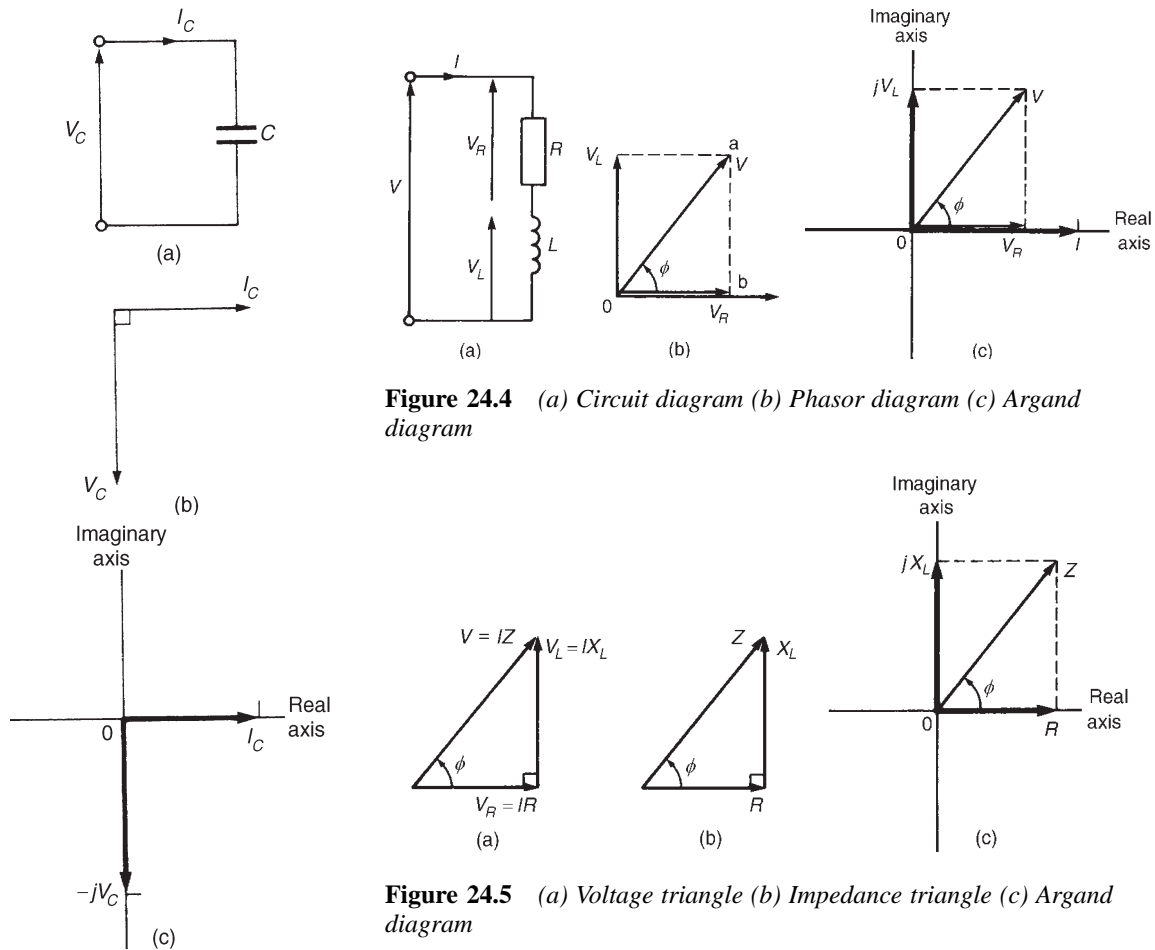 I_C
V_C
C
(a)
I_C
V_C
(b)
Imaginary
axis
Real
axis
0
I_C
−jV_C
(c)
I
V
V_R
R
V_L
L
(a)
V_L
a
V
ϕ
0
b
V_R
(b)
Imaginary
axis
jV_L
V
ϕ
0
V_R
I
Real
axis
(c)
Figure 24.4 (a) Circuit diagram (b) Phasor diagram (c) Argand
diagram
V = IZ
V_L = IX_L
ϕ
V_R = IR
(a)
Z
X_L
ϕ
R
(b)
Imaginary
axis
jX_L
Z
ϕ
0
R
Real
axis
(c)
Figure 24.5 (a) Voltage triangle (b) Impedance triangle (c) Argand
diagram